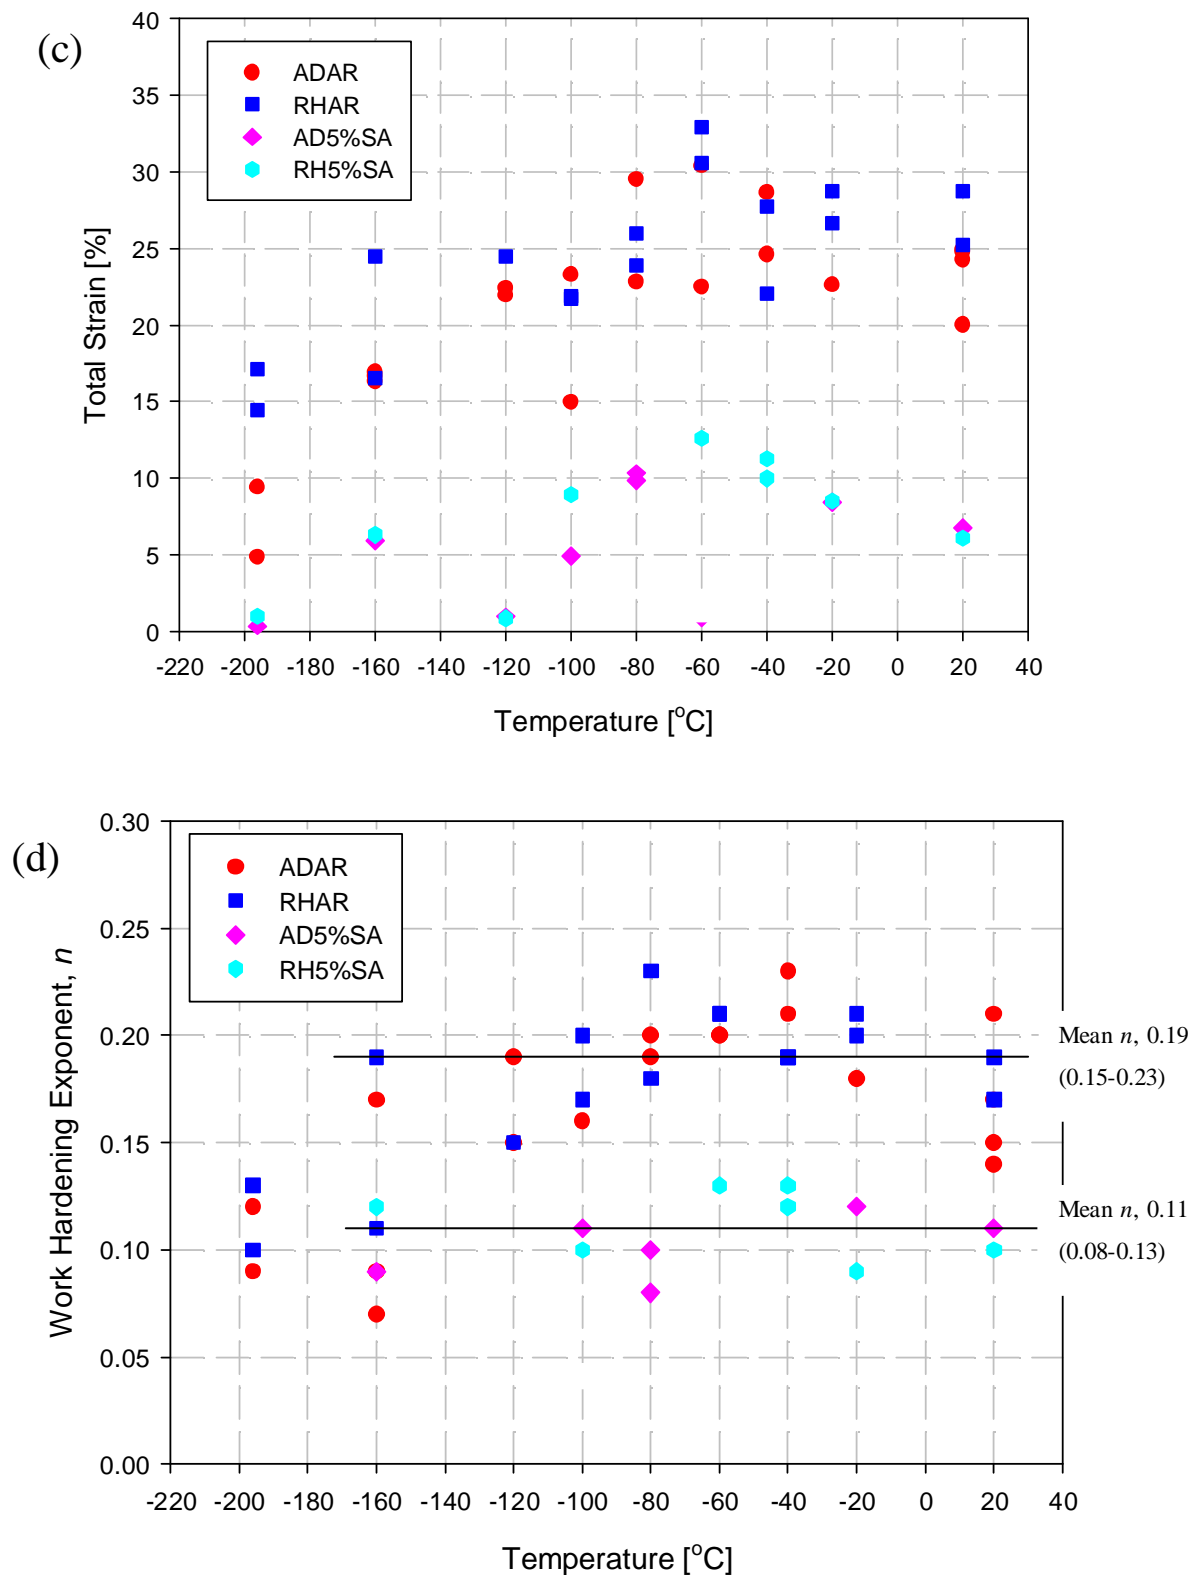 (c)
40
35
30
25
20
15
10
5
0
Total Strain [%]
ADAR
RHAR
AD5%SA
RH5%SA
-220 -200 -180 -160 -140 -120 -100 -80 -60 -40 -20 0 20 40
Temperature [°C]
(d)
0.30
0.25
0.20
0.15
0.10
0.05
0.00
Work Hardening Exponent, n
ADAR
RHAR
AD5%SA
RH5%SA
Mean n, 0.19
(0.15-0.23)
Mean n, 0.11
(0.08-0.13)
-220 -200 -180 -160 -140 -120 -100 -80 -60 -40 -20 0 20 40
Temperature [°C]